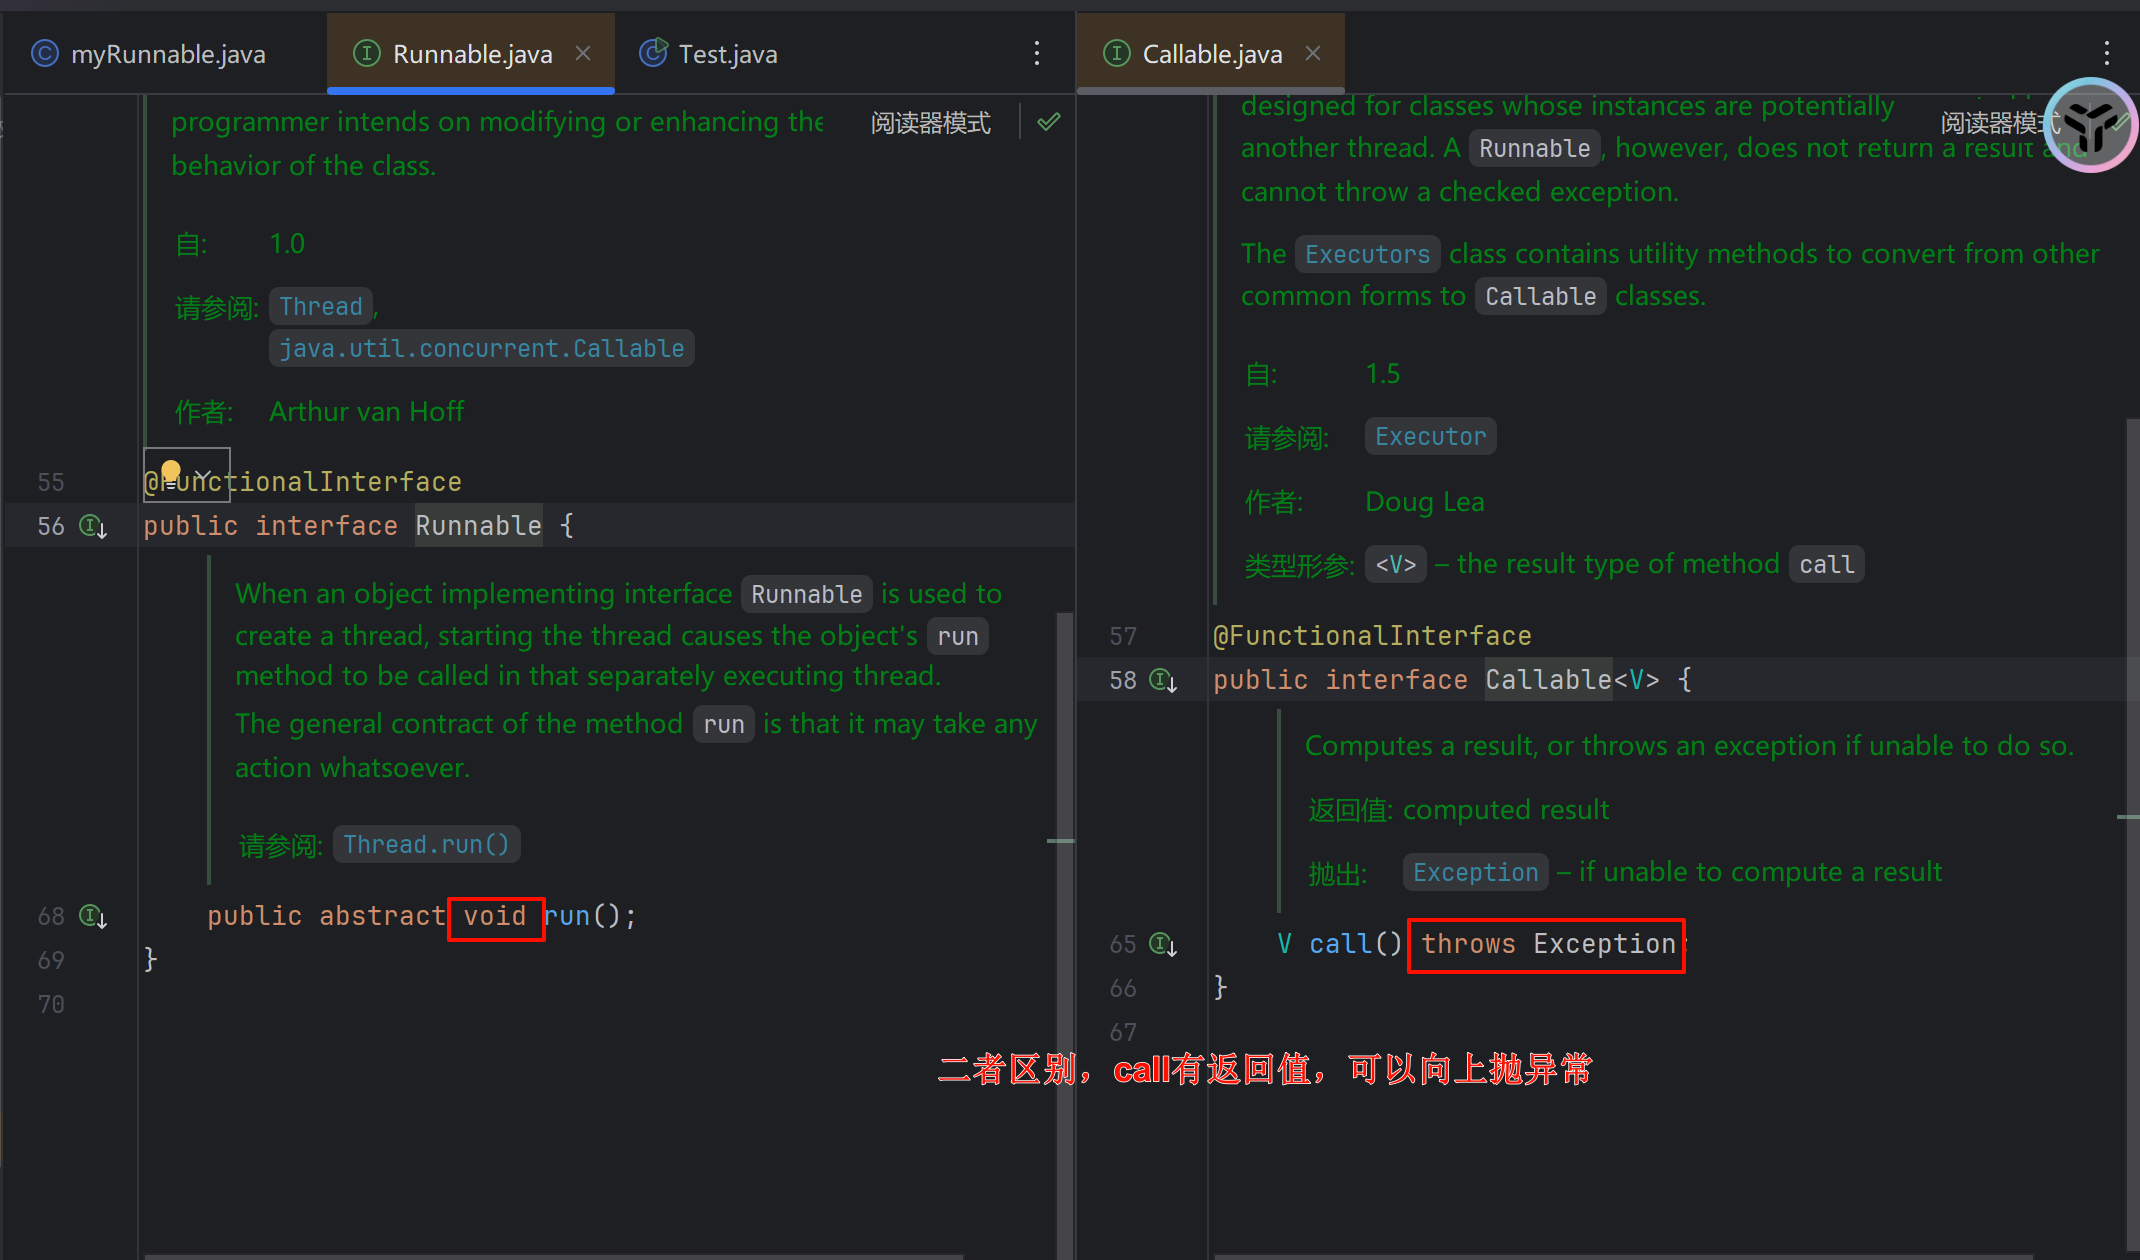 myRunnable.java
Runnable.java
Test.java
programmer intends on modifying or enhancing the
阅读器模式
behavior of the class.
自:
1.0
请参阅:
Thread,
java.util.concurrent.Callable
作者:
Arthur van Hoff
55
@FunctionalInterface
56
public interface Runnable {
When an object implementing interface Runnable is used to
create a thread, starting the thread causes the object's run
method to be called in that separately executing thread.
The general contract of the method run is that it may take any
action whatsoever.
请参阅: Thread.run()
68
public abstract void run();
69
}
70
Callable.java
designed for classes whose instances are potentially
阅读器模式
another thread. A Runnable, however, does not return a result and
cannot throw a checked exception.
The Executors class contains utility methods to convert from other
common forms to Callable classes.
自:
1.5
请参阅:
Executor
作者:
Doug Lea
类型形参: <V> – the result type of method call
57
@FunctionalInterface
58
public interface Callable<V> {
Computes a result, or throws an exception if unable to do so.
返回值: computed result
抛出: Exception – if unable to compute a result
65
V call() throws Exception;
66
}
67
二者区别，call有返回值，可以向上抛异常